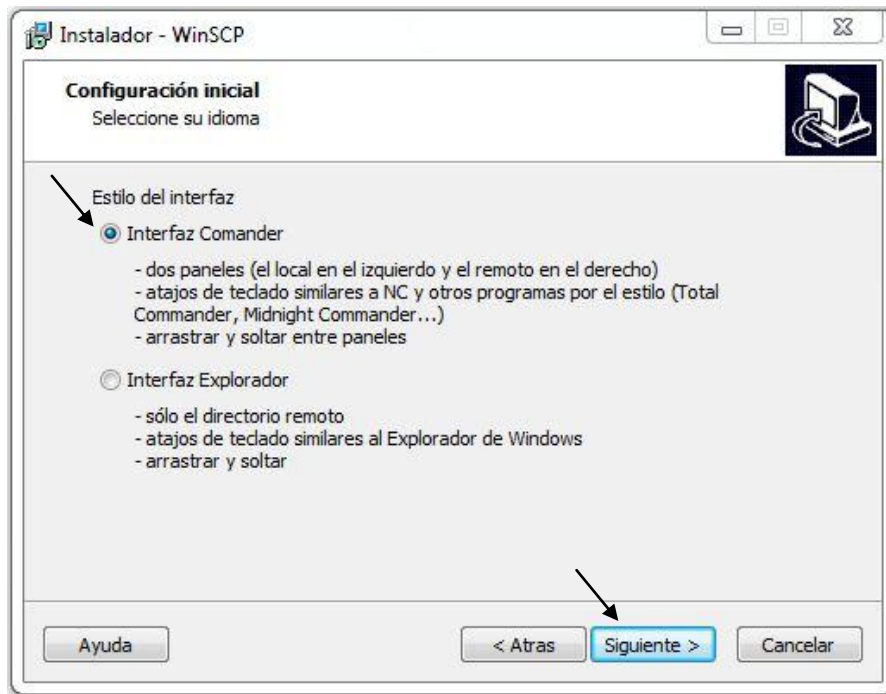 Instalador - WinSCP
Configuración inicial
Seleccione su idioma
Estilo del interfaz
Interfaz Comander
- dos paneles (el local en el izquierdo y el remoto en el derecho)
- atajos de teclado similares a NC y otros programas por el estilo (Total
Commander, Midnight Commander...)
- arrastrar y soltar entre paneles
Interfaz Explorador
- sólo el directorio remoto
- atajos de teclado similares al Explorador de Windows
- arrastrar y soltar
Ayuda
< Atras
Siguiente >
Cancelar